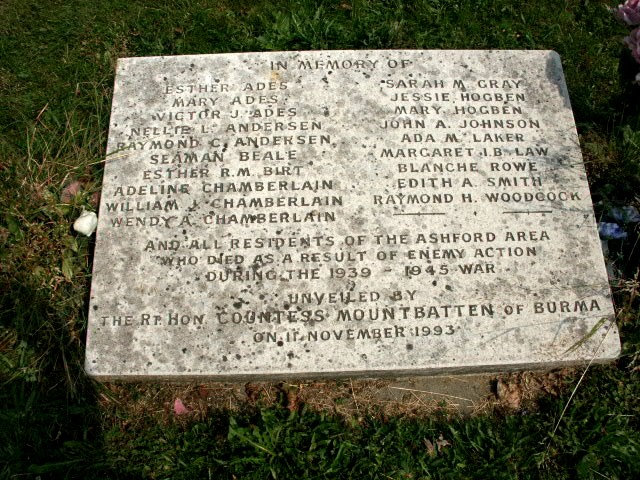 IN MEMORY OF
ESTHER ADES
MARY ADES
VICTOR J. ADES
NELLIE L. ANDERSEN
RAYMOND C. ANDERSEN
SEAMAN BEALE
ESTHER R.M. BIRT
ADELINE CHAMBERLAIN
WILLIAM J. CHAMBERLAIN
WENDY A. CHAMBERLAIN
SARAH M. GRAY
JESSIE HOGBEN
MARY HOGBEN
JOHN A. JOHNSON
ADA M. LAKER
MARGARET I.B. LAW
BLANCHE ROWE
EDITH A. SMITH
RAYMOND H. WOODCOCK
AND ALL RESIDENTS OF THE ASHFORD AREA
WHO DIED AS A RESULT OF ENEMY ACTION
DURING THE 1939 - 1945 WAR
UNVEILED BY
THE RT. HON COUNTESS MOUNTBATTEN OF BURMA
ON 11 NOVEMBER 1993